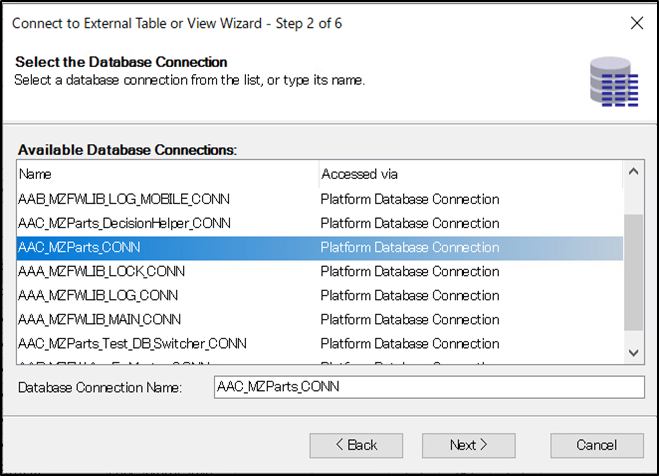 Connect to External Table or View Wizard - Step 2 of 6
Select the Database Connection
Select a database connection from the list, or type its name.
Available Database Connections:
Name Accessed via
AAB_MZFWLIB_LOG_MOBILE_CONN Platform Database Connection
AAC_MZParts_DecisionHelper_CONN Platform Database Connection
AAC_MZParts_CONN Platform Database Connection
AAA_MZFWLIB_LOCK_CONN Platform Database Connection
AAA_MZFWLIB_LOG_CONN Platform Database Connection
AAA_MZFWLIB_MAIN_CONN Platform Database Connection
AAC_MZParts_Test_DB_Switcher_CONN Platform Database Connection
Platform Database Connection
Database Connection Name: AAC_MZParts_CONN
< Back Next > Cancel